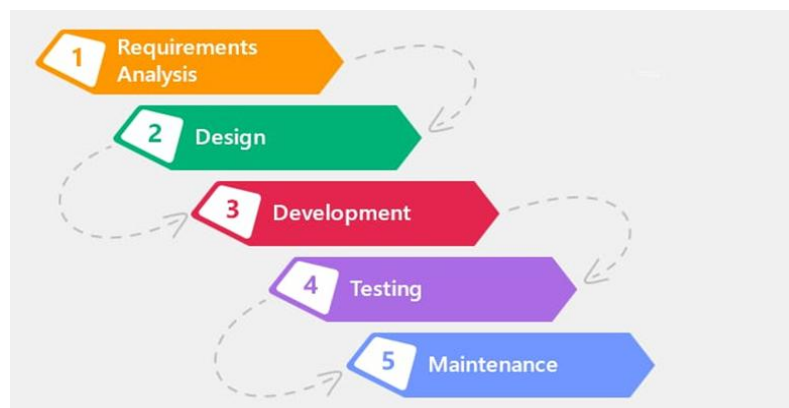 1
Requirements
Analysis
2
Design
3
Development
4
Testing
5
Maintenance